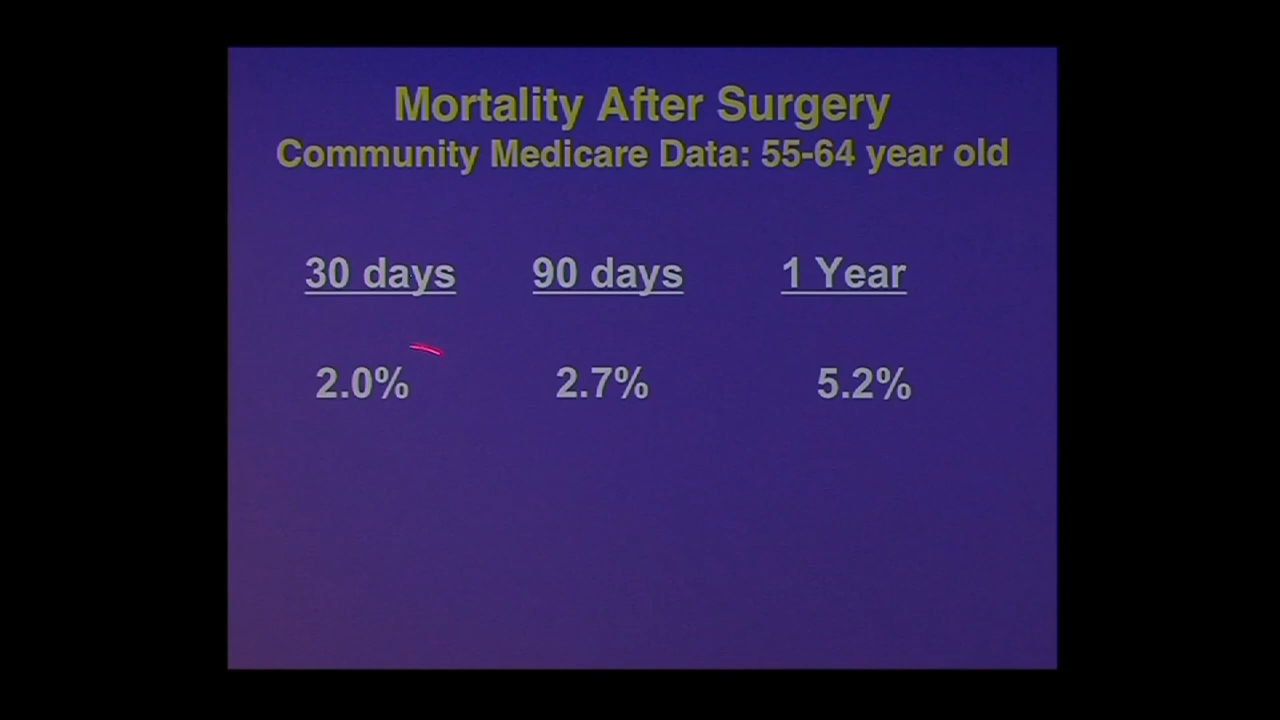 Mortality After Surgery
Community Medicare Data: 55-64 year old
30 days 90 days 1 Year
2.0% 2.7% 5.2%